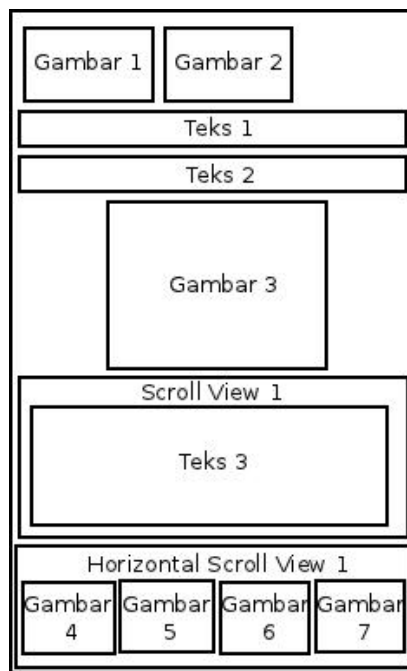 Gambar 1
Gambar 2
Teks 1
Teks 2
Gambar 3
Scroll View 1
Teks 3
Horizontal Scroll View 1
Gambar
4
Gambar
5
Gambar
6
Gambar
7